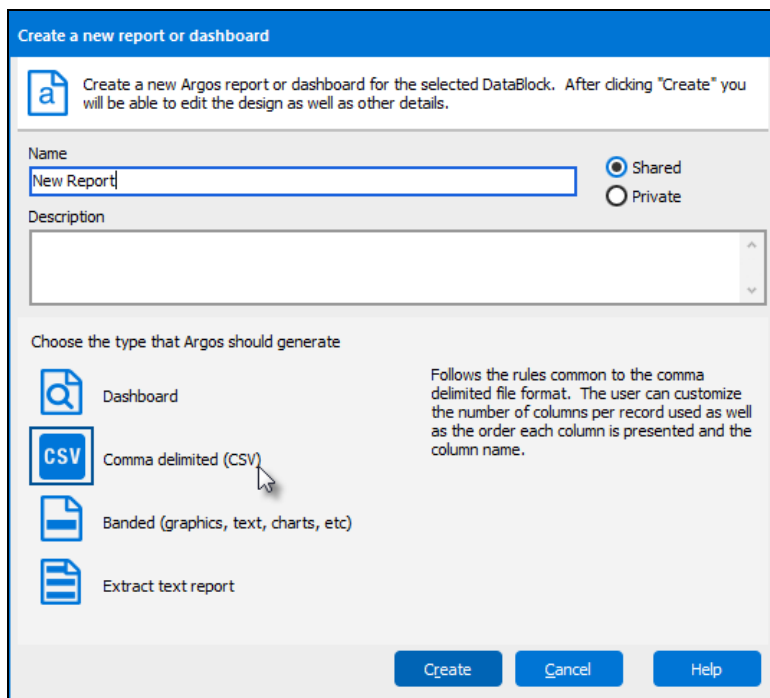 Create a new report or dashboard
a
Create a new Argos report or dashboard for the selected DataBlock.  After clicking "Create" you
will be able to edit the design as well as other details.
Name
New Report
Shared
Private
Description
Choose the type that Argos should generate
Dashboard
CSV
Comma delimited (CSV)
Banded (graphics, text, charts, etc)
Extract text report
Follows the rules common to the comma
delimited file format.  The user can customize
the number of columns per record used as well
as the order each column is presented and the
column name.
Create
Cancel
Help